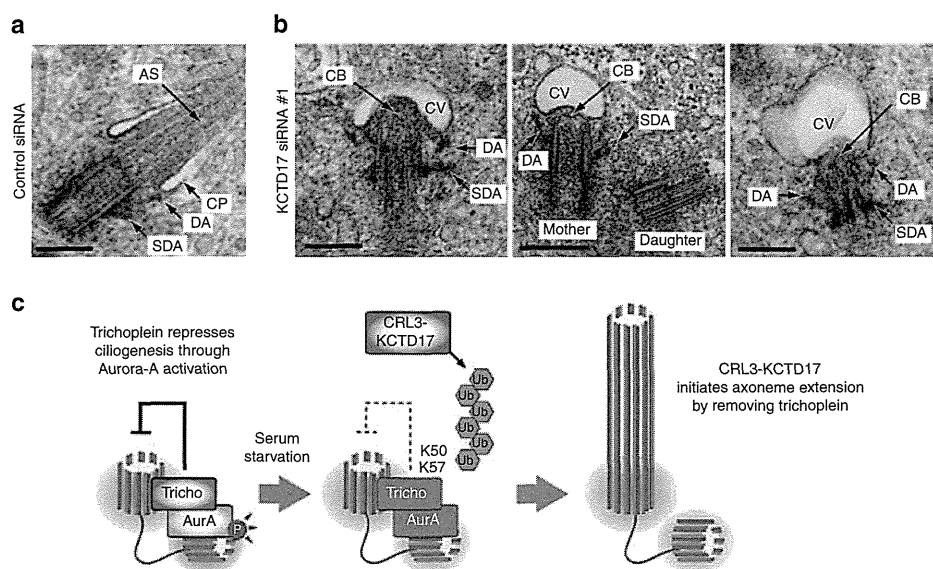 a
Control siRNA
AS
CP
DA
SDA
b
KCTD17 siRNA #1
CB
CV
DA
SDA
CB
CV
SDA
DA
Mother
Daughter
CB
CV
DA
DA
SDA
c
Trichoplein represses
ciliogenesis through
Aurora-A activation
Tricho
AurA
P
Serum
starvation
CRL3-
KCTD17
Ub
Ub
Ub
Ub
Ub
Ub
K50
K57
Tricho
AurA
CRL3-KCTD17
initiates axoneme extension
by removing trichoplein